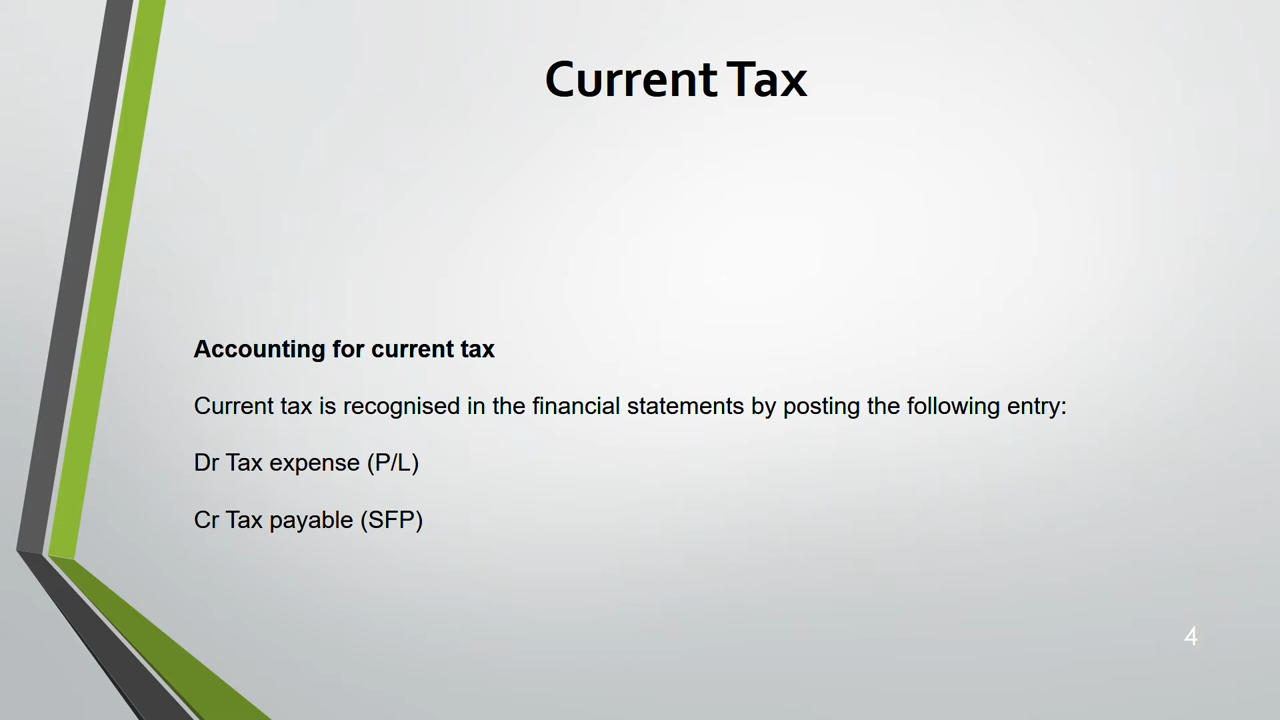 Current Tax
Accounting for current tax
Current tax is recognised in the financial statements by posting the following entry:
Dr Tax expense (P/L)
Cr Tax payable (SFP)
4